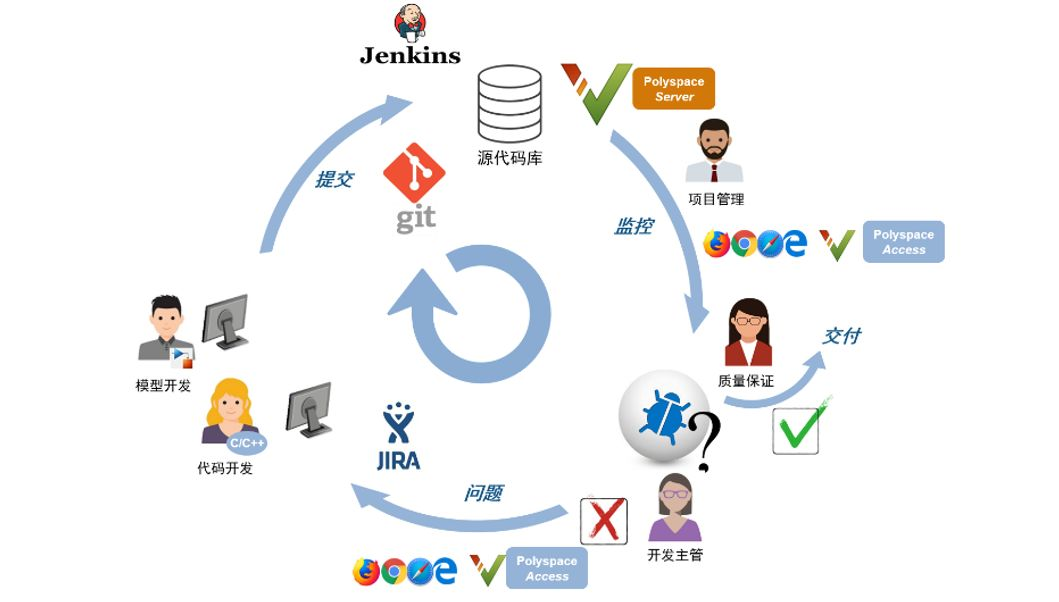 Jenkins
源代码库
Polyspace
Server
项目管理
提交
git
监控
Polyspace
Access
模型开发
C/C++
代码开发
质量保证
交付
?
JIRA
问题
开发主管
Polyspace
Access